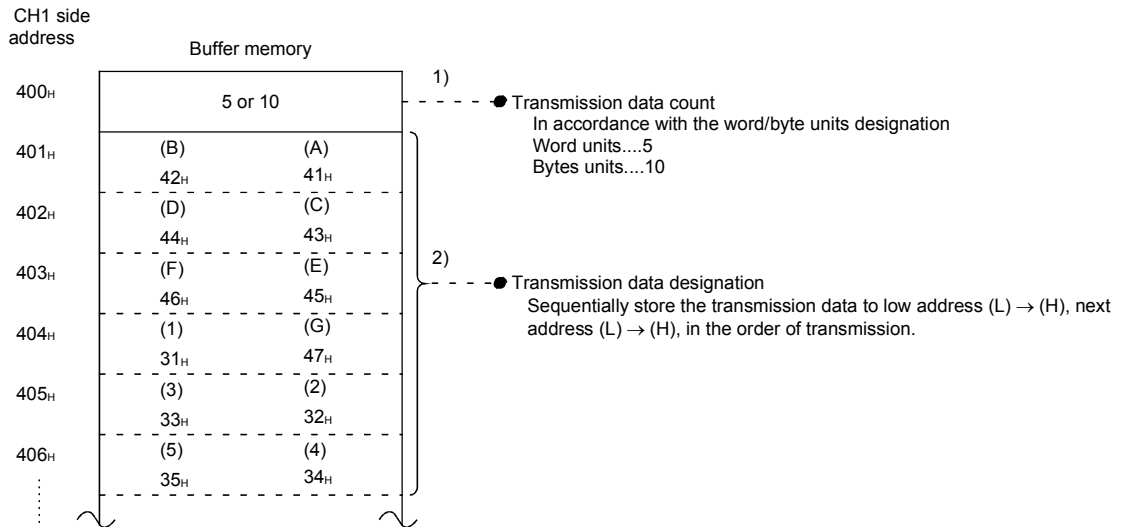 CH1 side
address
Buffer memory
400H
5 or 10
1)
Transmission data count
In accordance with the word/byte units designation
Word units....5
Bytes units....10
401H
(B) (A)
42H 41H
402H
(D) (C)
44H 43H
403H
(F) (E)
46H 45H
2)
Transmission data designation
Sequentially store the transmission data to low address (L) → (H), next
address (L) → (H), in the order of transmission.
404H
(1) (G)
31H 47H
405H
(3) (2)
33H 32H
406H
(5) (4)
35H 34H